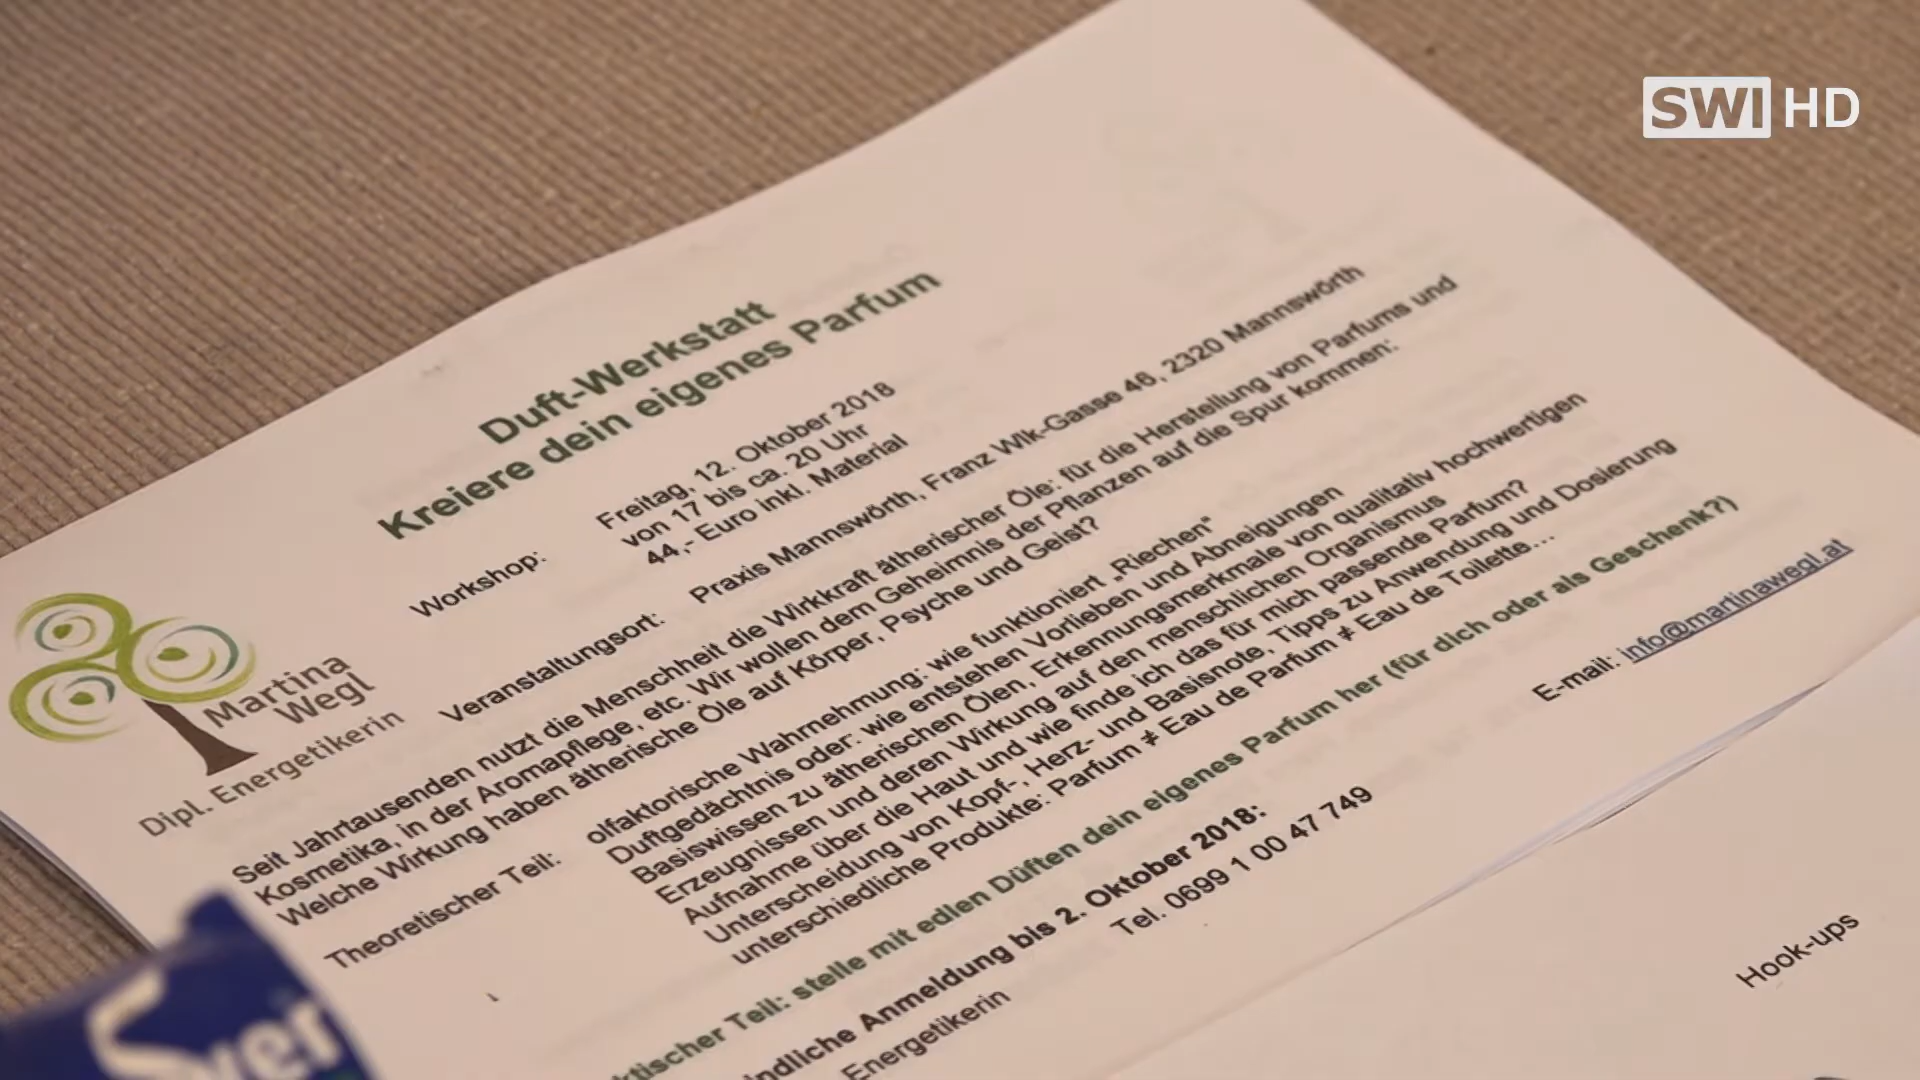 SWI HD
Duft-Werkstatt
Kreiere dein eigenes Parfum
Workshop: Freitag, 12. Oktober 2018
von 17 bis ca. 20 Uhr
44,- Euro inkl. Material
Veranstaltungsort: Praxis Mannswörth, Franz Wlk-Gasse 46, 2320 Mannswörth
Martina
Wegl
Dipl. Energetikerin
Seit Jahrtausenden nutzt die Menschheit die Wirkkraft ätherischer Öle: für die Herstellung von Parfums und
Kosmetika, in der Aromapflege, etc. Wir wollen dem Geheimnis der Pflanzen auf die Spur kommen:
Welche Wirkung haben ätherische Öle auf Körper, Psyche und Geist?
Theoretischer Teil: olfaktorische Wahrnehmung: wie funktioniert „Riechen“
Duftgedächtnis oder: wie entstehen Vorlieben und Abneigungen
Basiswissen zu ätherischen Ölen, Erkennungsmerkmale von qualitativ hochwertigen
Erzeugnissen und deren Wirkung auf den menschlichen Organismus
Aufnahme über die Haut und wie finde ich das für mich passende Parfum?
Unterscheidung von Kopf-, Herz- und Basisnote, Tipps zu Anwendung und Dosierung
unterschiedliche Produkte: Parfum ≠ Eau de Parfum ≠ Eau de Toilette…
ktischer Teil: stelle mit edlen Düften dein eigenes Parfum her (für dich oder als Geschenk?)
indliche Anmeldung bis 2. Oktober 2018:
Energetikerin Tel. 0699 1 00 47 749 E-mail: info@martinawegl.at
Hook-ups